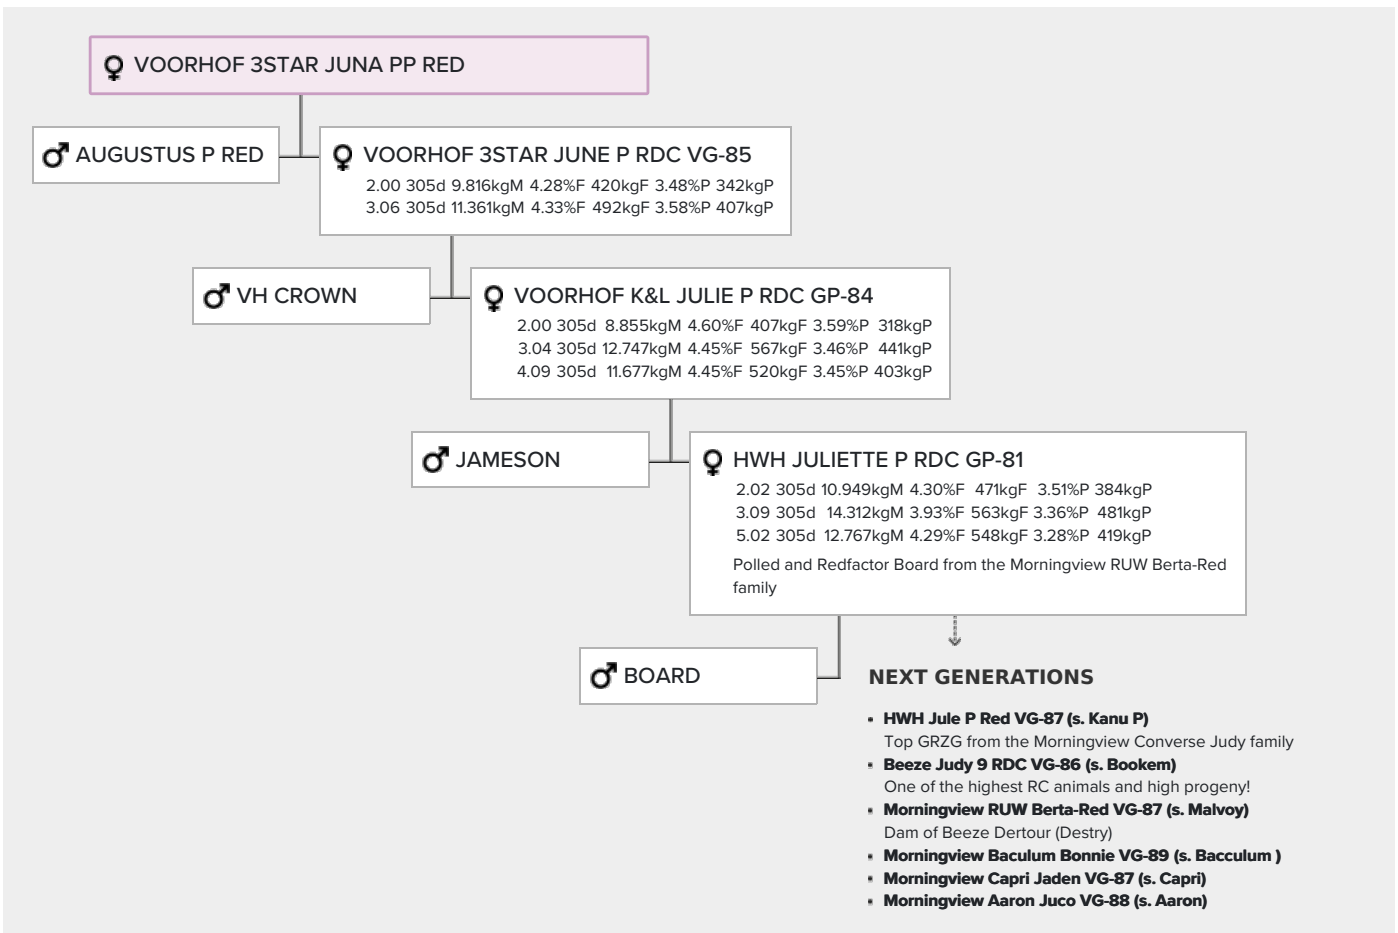 VOORHOF 3STAR JUNA PP RED
AUGUSTUS P RED
VOORHOF 3STAR JUNE P RDC VG-85
2.00 305d 9.816kgM 4.28%F 420kgF 3.48%P 342kgP
3.06 305d 11.361kgM 4.33%F 492kgF 3.58%P 407kgP
VH CROWN
VOORHOF K&L JULIE P RDC GP-84
2.00 305d 8.855kgM 4.60%F 407kgF 3.59%P 318kgP
3.04 305d 12.747kgM 4.45%F 567kgF 3.46%P 441kgP
4.09 305d 11.677kgM 4.45%F 520kgF 3.45%P 403kgP
JAMESON
HWH JULIETTE P RDC GP-81
2.02 305d 10.949kgM 4.30%F 471kgF 3.51%P 384kgP
3.09 305d 14.312kgM 3.93%F 563kgF 3.36%P 481kgP
5.02 305d 12.767kgM 4.29%F 548kgF 3.28%P 419kgP
Polled and Redfactor Board from the Morningview RUW Berta-Red
family
BOARD
NEXT GENERATIONS
HWH Jule P Red VG-87 (s. Kanu P)
Top GRZG from the Morningview Converse Judy family
Beeze Judy 9 RDC VG-86 (s. Bookem)
One of the highest RC animals and high progeny!
Morningview RUW Berta-Red VG-87 (s. Malvoy)
Dam of Beeze Dertour (Destry)
Morningview Baculum Bonnie VG-89 (s. Bacculum )
Morningview Capri Jaden VG-87 (s. Capri)
Morningview Aaron Juco VG-88 (s. Aaron)